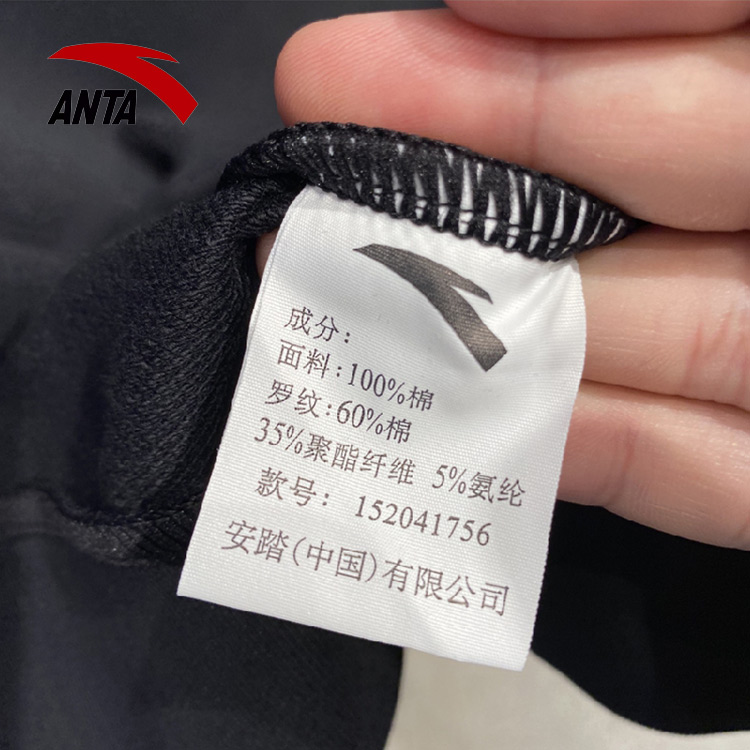 ANTA
成分:
面料:100%棉
罗纹:60%棉
35%聚酯纤维 5%氨纶
款号: 152041756
安踏(中国)有限公司